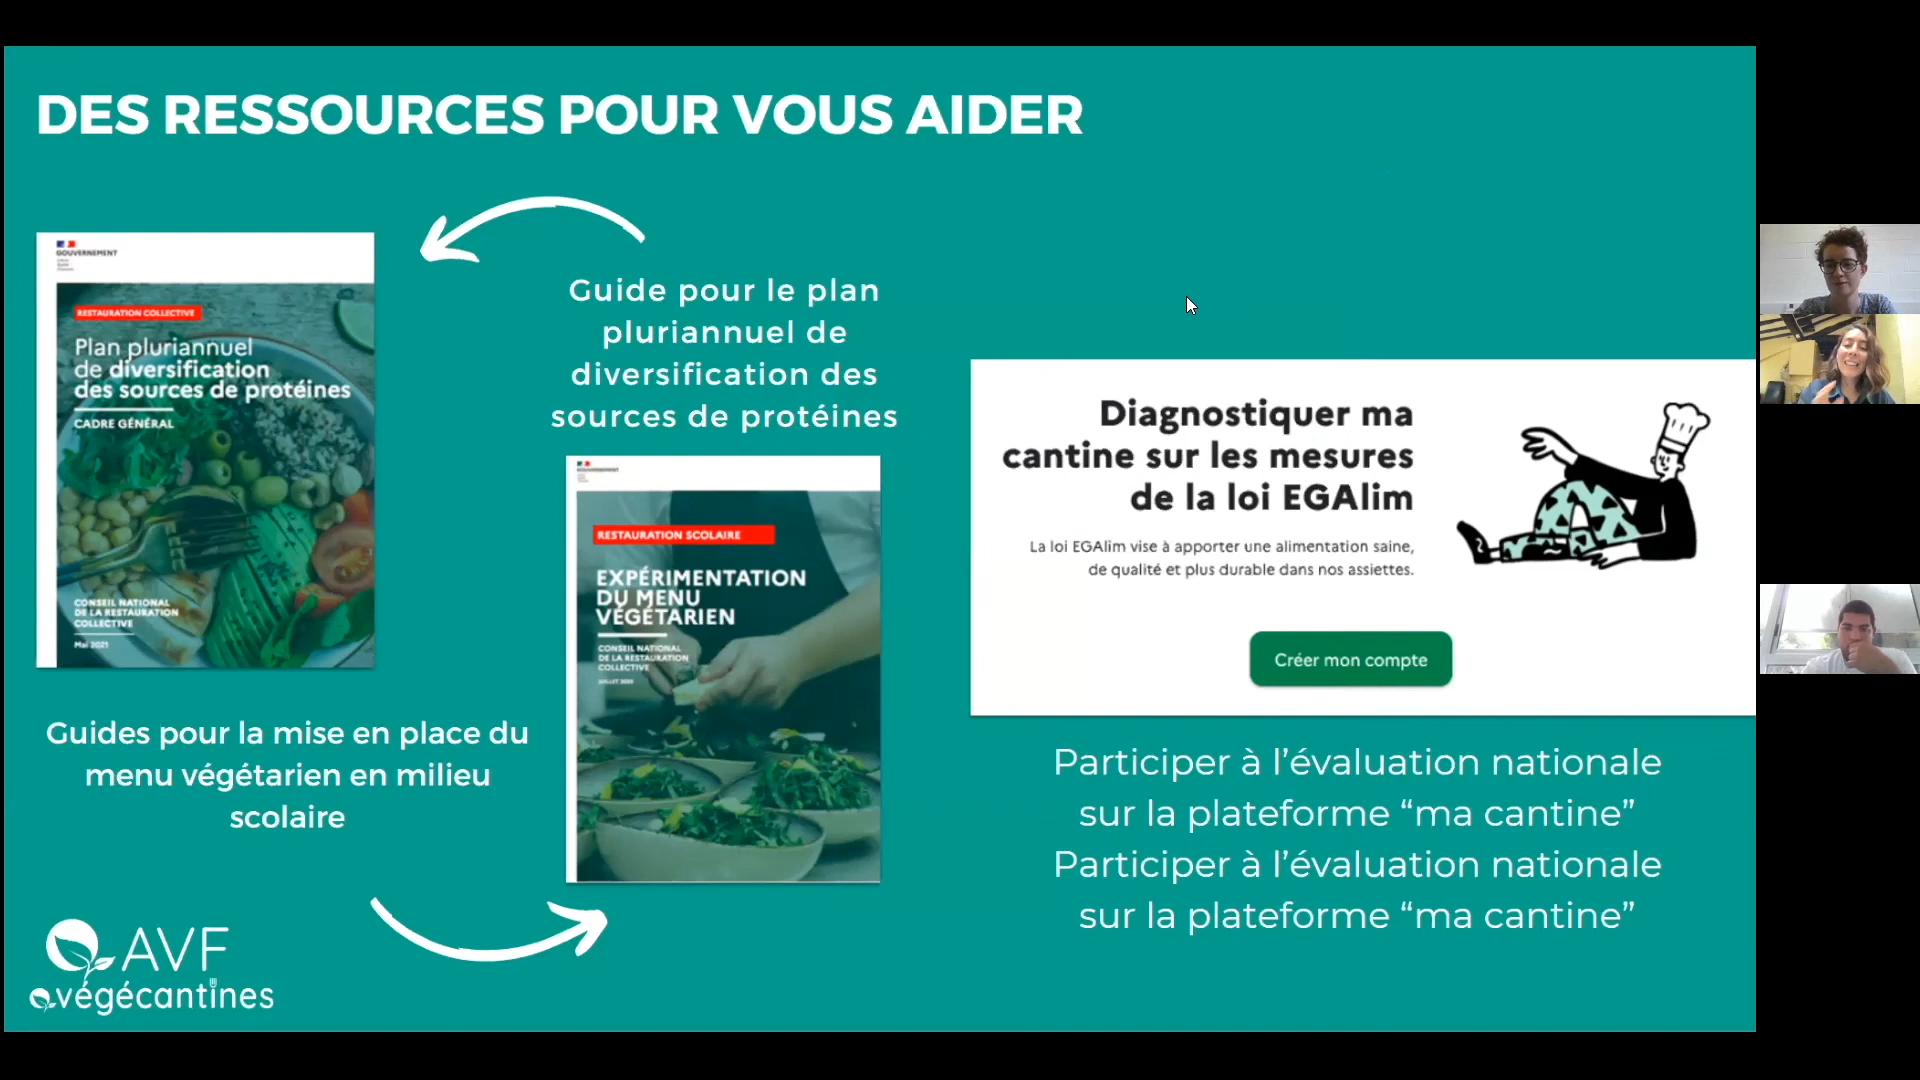 DES RESSOURCES POUR VOUS AIDER
GOUVERNEMENT
RESTAURATION COLLECTIVE
Plan pluriannuel
de diversification
des sources de protéines
CADRE GÉNÉRAL
CONSEIL NATIONAL
DE LA RESTAURATION
COLLECTIVE
Mai 2021
Guide pour le plan
pluriannuel de
diversification des
sources de protéines
GOUVERNEMENT
RESTAURATION SCOLAIRE
EXPÉRIMENTATION
DU MENU
VÉGÉTARIEN
CONSEIL NATIONAL
DE LA RESTAURATION
COLLECTIVE
Guides pour la mise en place du
menu végétarien en milieu
scolaire
Diagnostiquer ma
cantine sur les mesures
de la loi EGAlim
La loi EGAlim vise à apporter une alimentation saine,
de qualité et plus durable dans nos assiettes.
Créer mon compte
Participer à l’évaluation nationale
sur la plateforme “ma cantine”
Participer à l’évaluation nationale
sur la plateforme “ma cantine”
AVF
végécantines